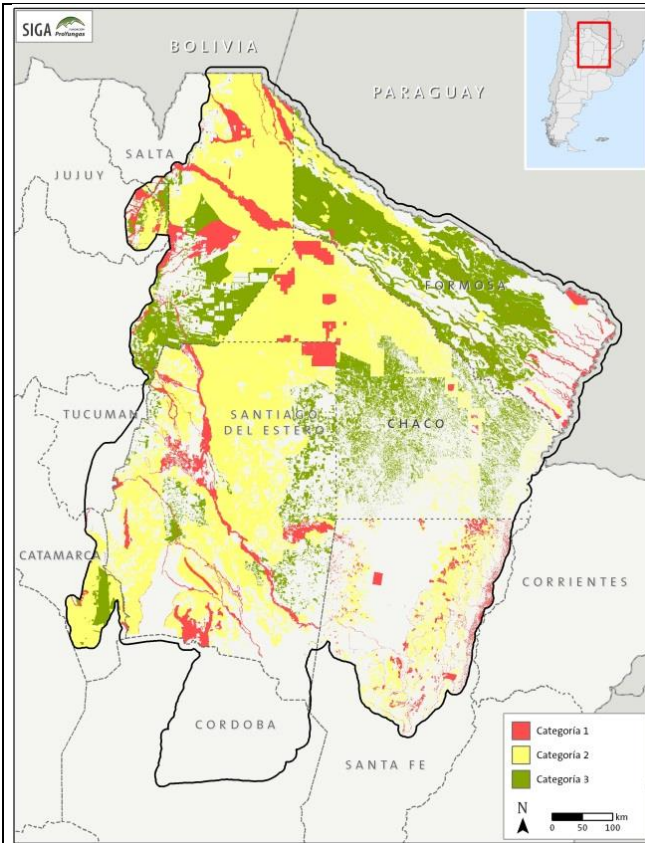 SIGA
FUNDACIÓN
ProYungas
BOLIVIA
PARAGUAY
SALTA
JUJUY
FORMOSA
TUCUMAN
SANTIAGO
DEL ESTERO
CHACO
CATAMARCA
CORRIENTES
CORDOBA
SANTA FE
Categoría 1
Categoría 2
Categoría 3
N
km
0 50 100